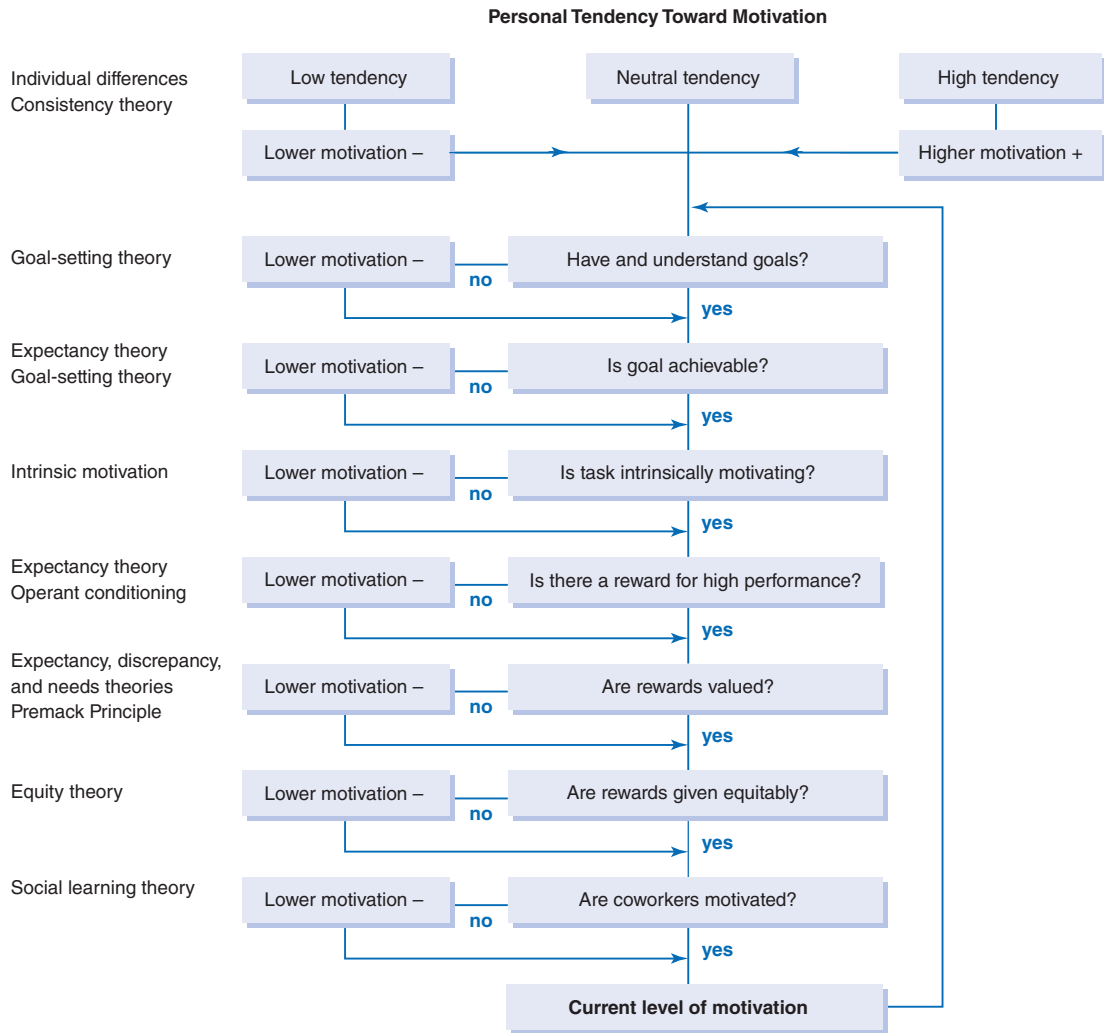 Personal Tendency Toward Motivation
Individual differences
Consistency theory
Low tendency
Neutral tendency
High tendency
Lower motivation –
Higher motivation +
Goal-setting theory
Lower motivation –
no
Have and understand goals?
yes
Expectancy theory
Goal-setting theory
Lower motivation –
no
Is goal achievable?
yes
Intrinsic motivation
Lower motivation –
no
Is task intrinsically motivating?
yes
Expectancy theory
Operant conditioning
Lower motivation –
no
Is there a reward for high performance?
yes
Expectancy, discrepancy,
and needs theories
Premack Principle
Lower motivation –
no
Are rewards valued?
yes
Equity theory
Lower motivation –
no
Are rewards given equitably?
yes
Social learning theory
Lower motivation –
no
Are coworkers motivated?
yes
Current level of motivation